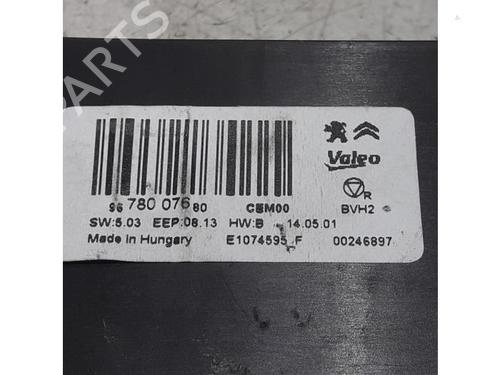 Valeo
R
96 780 076 80 CEM00 BVH2
SW:5.03 EEP:08.13 HW:B 14.05.01
Made in Hungary E1074595 F 00246897
PARTS